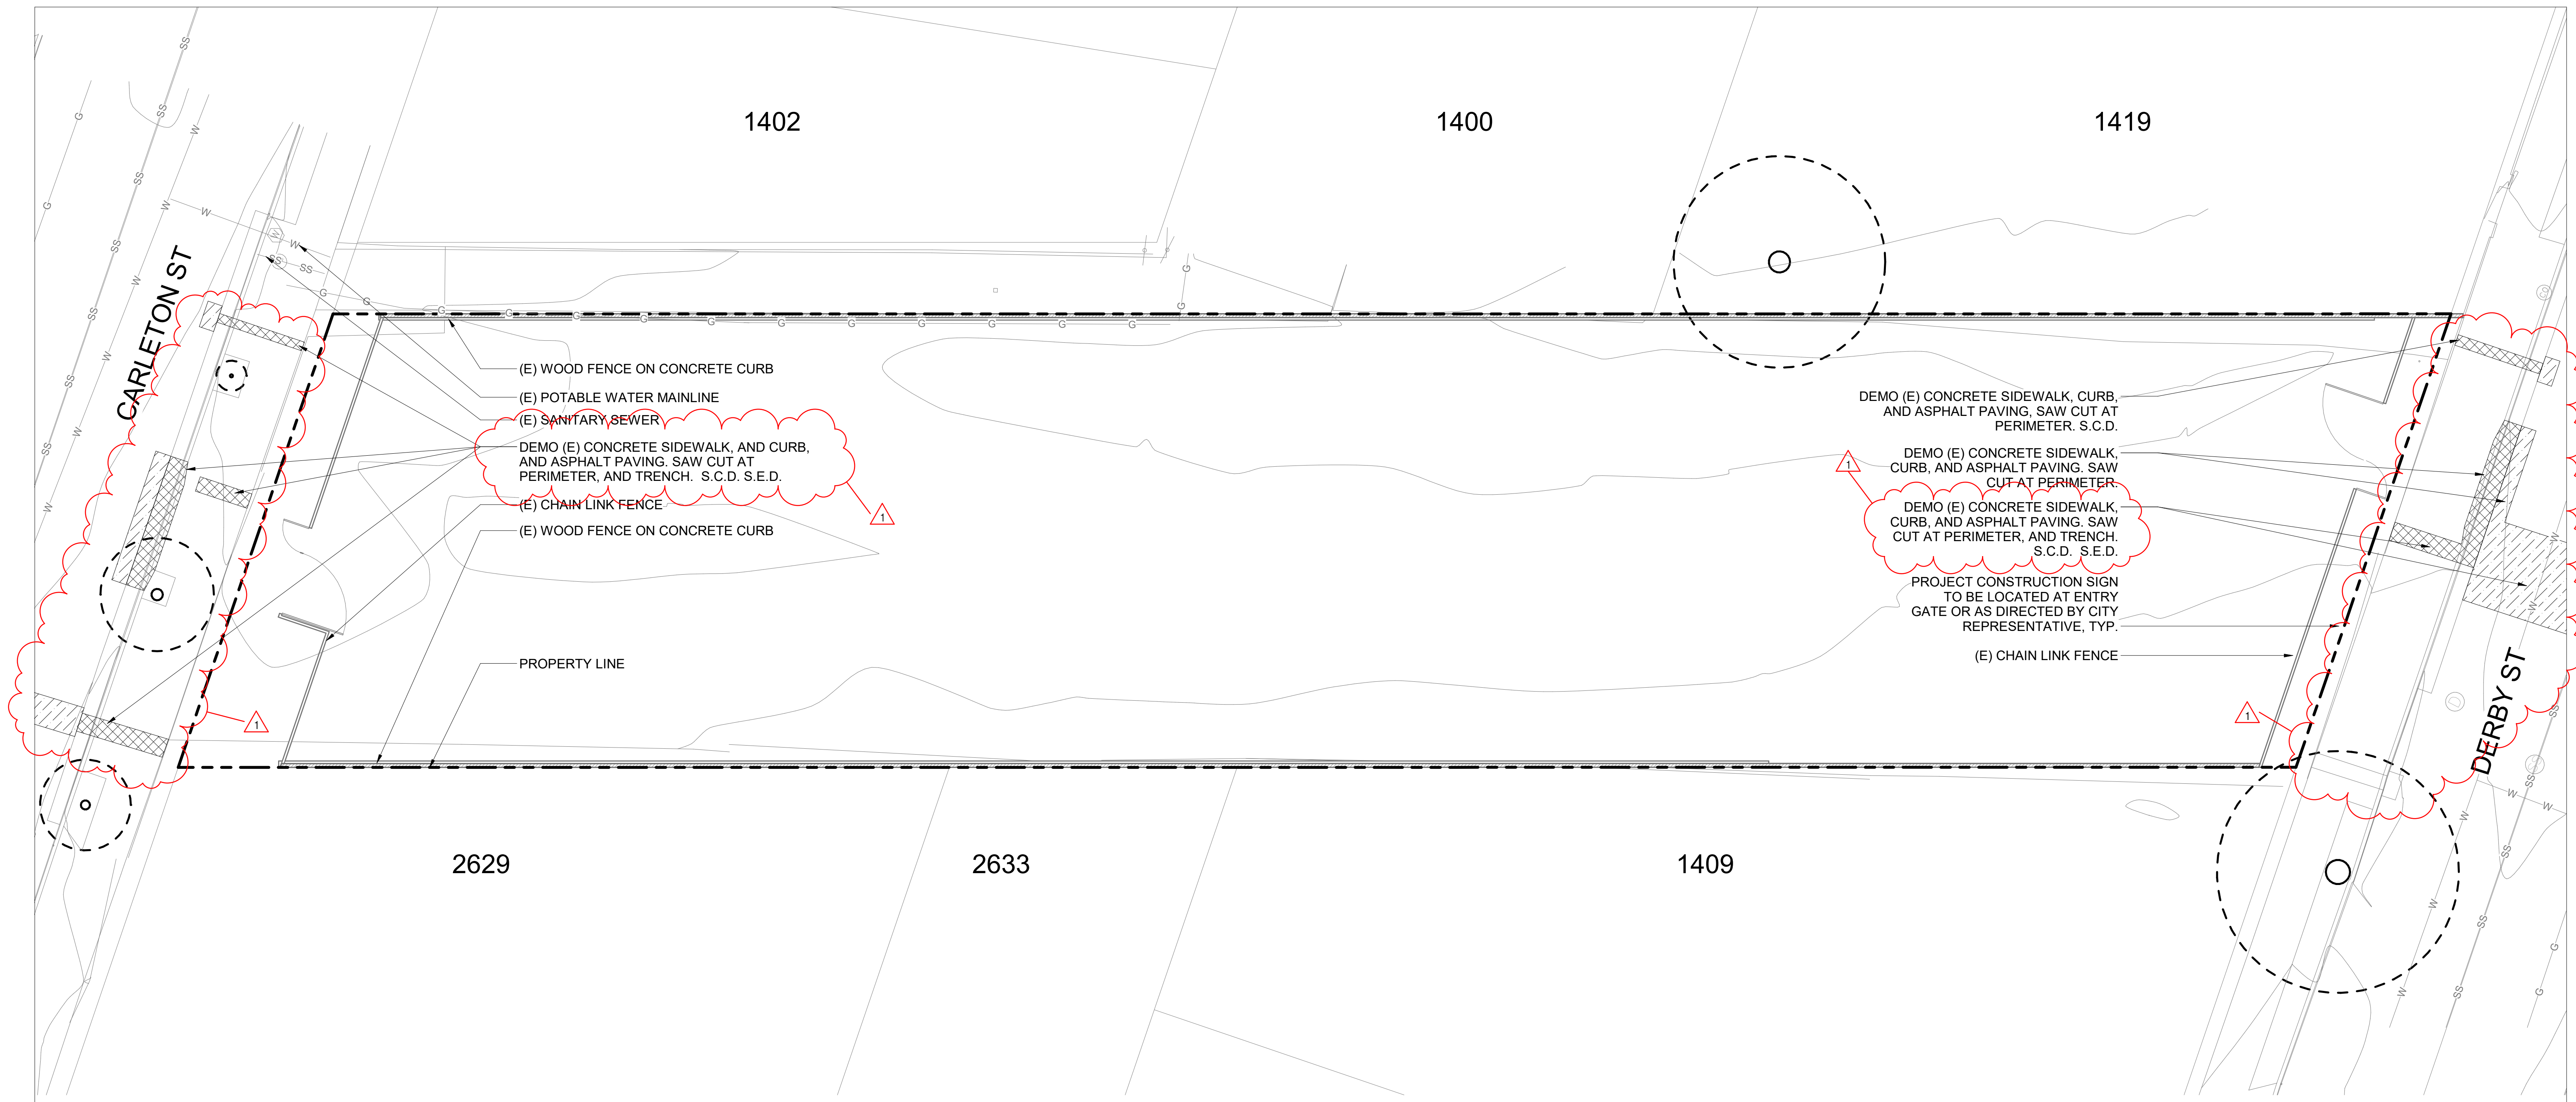 1402
1400
1419
CARLETON ST
(E) WOOD FENCE ON CONCRETE CURB
(E) POTABLE WATER MAINLINE
(E) SANITARY SEWER
DEMO (E) CONCRETE SIDEWALK, AND CURB,
AND ASPHALT PAVING. SAW CUT AT
PERIMETER, AND TRENCH. S.C.D. S.E.D.
(E) CHAIN LINK FENCE
(E) WOOD FENCE ON CONCRETE CURB
PROPERTY LINE
1
1
DEMO (E) CONCRETE SIDEWALK, CURB,
AND ASPHALT PAVING, SAW CUT AT
PERIMETER. S.C.D.
DEMO (E) CONCRETE SIDEWALK,
CURB, AND ASPHALT PAVING. SAW
CUT AT PERIMETER.
DEMO (E) CONCRETE SIDEWALK,
CURB, AND ASPHALT PAVING. SAW
CUT AT PERIMETER, AND TRENCH.
S.C.D. S.E.D.
PROJECT CONSTRUCTION SIGN
TO BE LOCATED AT ENTRY
GATE OR AS DIRECTED BY CITY
REPRESENTATIVE, TYP.
(E) CHAIN LINK FENCE
1
1
DERBY ST
2629
2633
1409